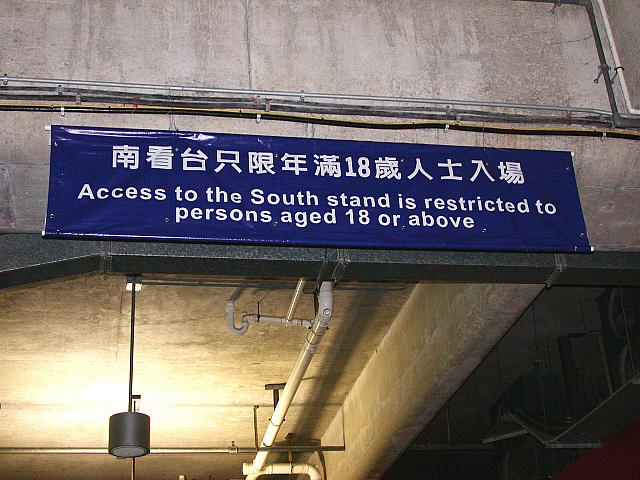 南看台只限年滿18歲人士入場
Access to the South stand is restricted to
persons aged 18 or above